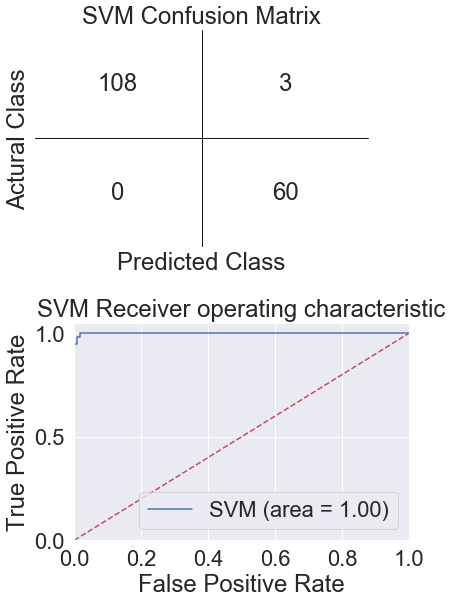 SVM Confusion Matrix
Actural Class
108 3
0 60
Predicted Class
SVM Receiver operating characteristic
True Positive Rate
1.0
0.5
0.0
SVM (area = 1.00)
0.0 0.2 0.4 0.6 0.8 1.0
False Positive Rate